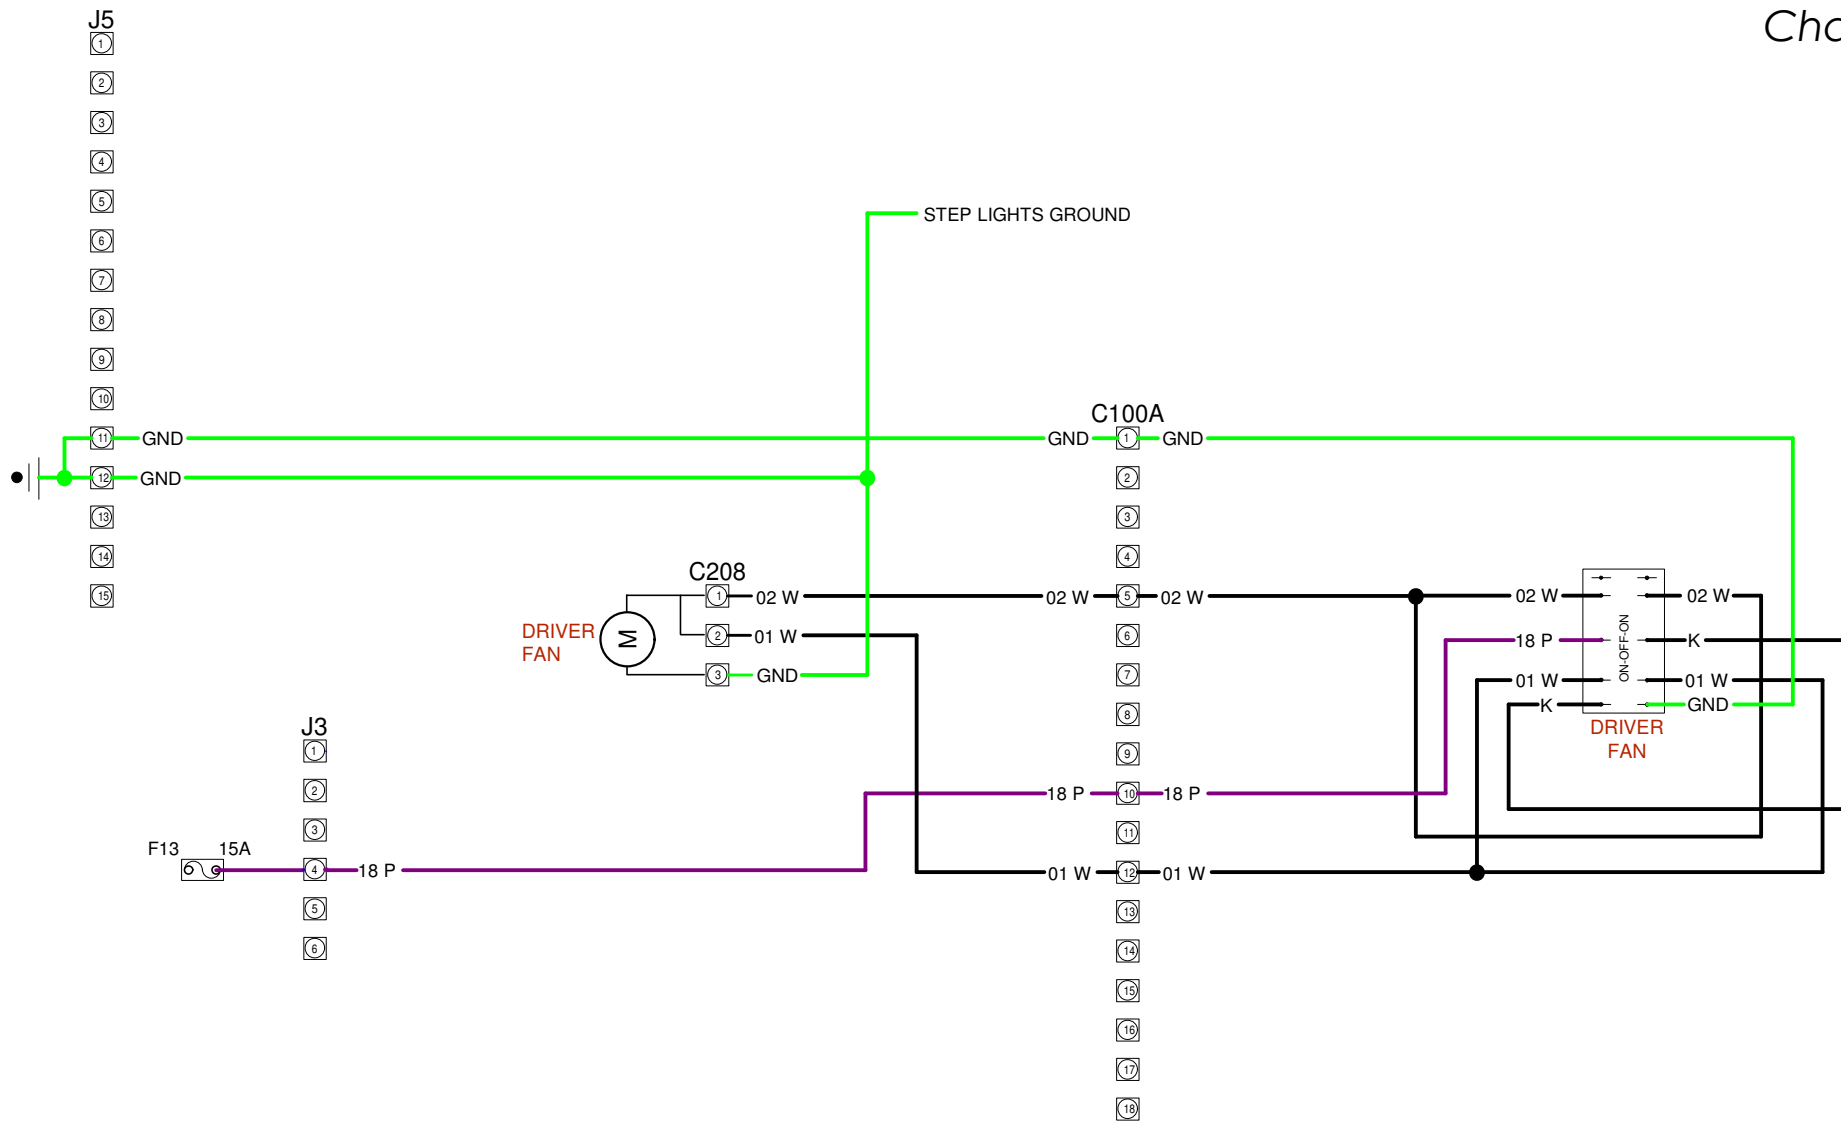 Cho
J5
1
2
3
4
5
6
7
8
9
10
11 GND
12 GND
13
14
15
STEP LIGHTS GROUND
C100A
GND 1 GND
2
3
4
02 W 5 02 W
6
7
8
9
18 P 10 18 P
11
01 W 12 01 W
13
14
15
16
17
18
C208
1 02 W
2 01 W
3 GND
DRIVER
FAN
M
J3
1
2
3
4 18 P
5
6
F13 15A
02 W 02 W
18 P K
01 W 01 W
K GND
ON-OFF-ON
DRIVER
FAN